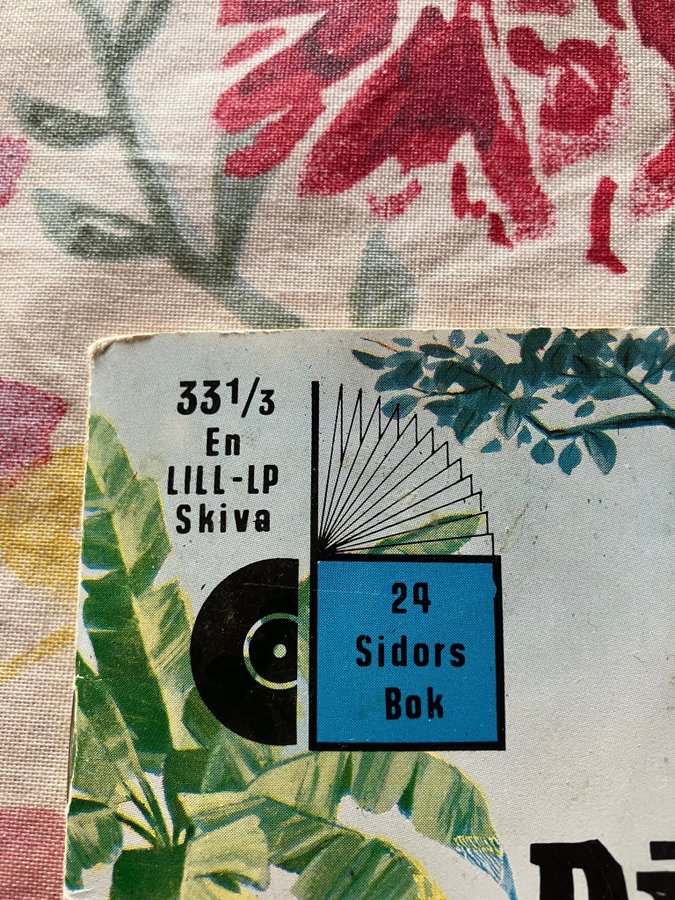 33 1/3
En
LILL-LP
Skiva
24
Sidors
Bok